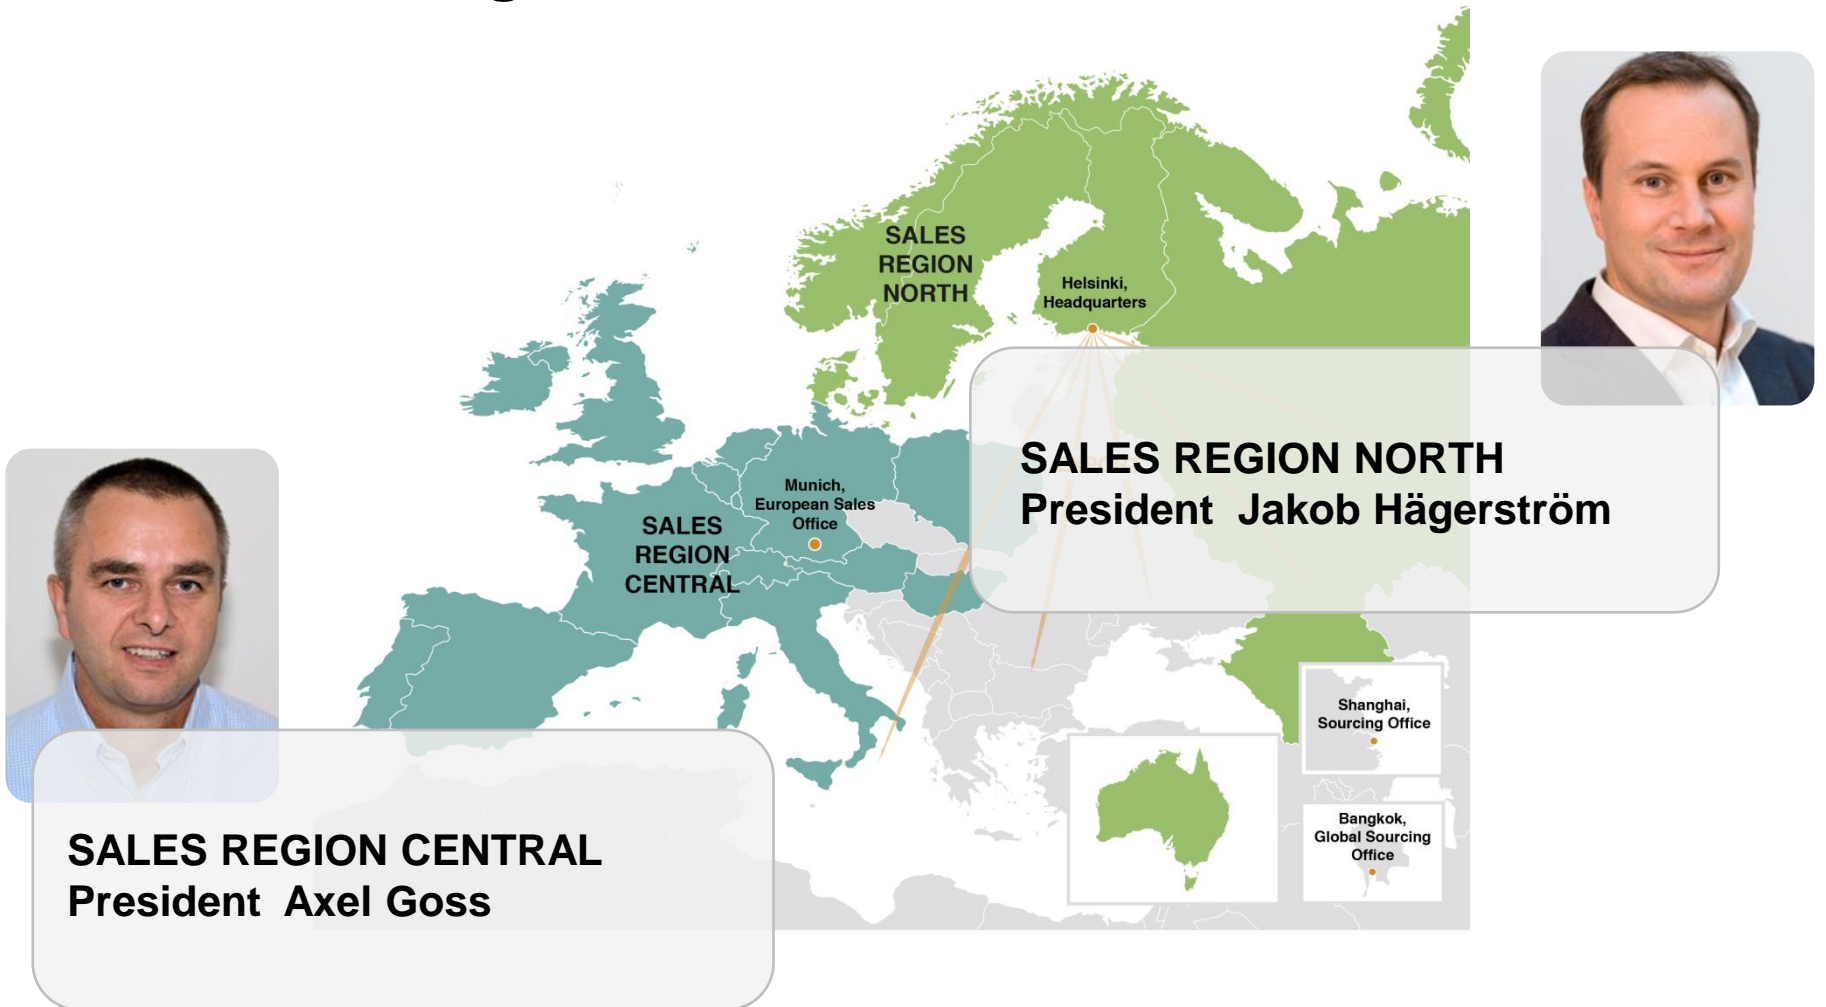 SALES
REGION
NORTH
Helsinki,
Headquarters
SALES REGION NORTH
President Jakob Hägerström
Munich,
European Sales
Office
SALES
REGION
CENTRAL
Shanghai,
Sourcing Office
Bangkok,
Global Sourcing
Office
SALES REGION CENTRAL
President Axel Goss